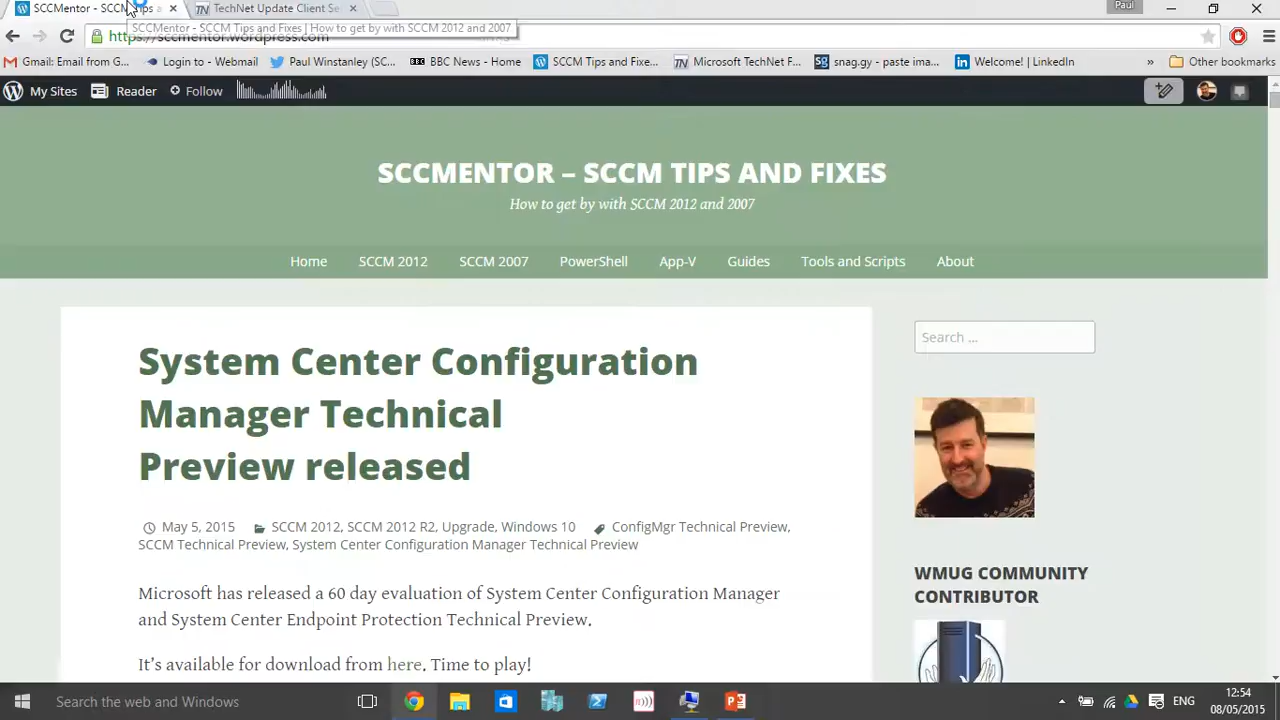 SCCMentor - SCCM Tips a
TechNet Update Client Se
Paul
SCCMentor - SCCM Tips and Fixes | How to get by with SCCM 2012 and 2007
https://sccmentor.wordpress.com
Gmail: Email from G...
Login to - Webmail
Paul Winstanley (SC...
BBC News - Home
SCCM Tips and Fixe...
Microsoft TechNet F...
snag.gy - paste ima...
Welcome! | LinkedIn
»
Other bookmarks
My Sites
Reader
Follow
SCCMENTOR – SCCM TIPS AND FIXES
How to get by with SCCM 2012 and 2007
Home SCCM 2012 SCCM 2007 PowerShell App-V Guides Tools and Scripts About
System Center Configuration
Manager Technical
Preview released
Search ...
May 5, 2015 SCCM 2012, SCCM 2012 R2, Upgrade, Windows 10 ConfigMgr Technical Preview,
SCCM Technical Preview, System Center Configuration Manager Technical Preview
Microsoft has released a 60 day evaluation of System Center Configuration Manager
and System Center Endpoint Protection Technical Preview.
It's available for download from here. Time to play!
WMUG COMMUNITY
CONTRIBUTOR
Search the web and Windows
ENG
12:54
08/05/2015